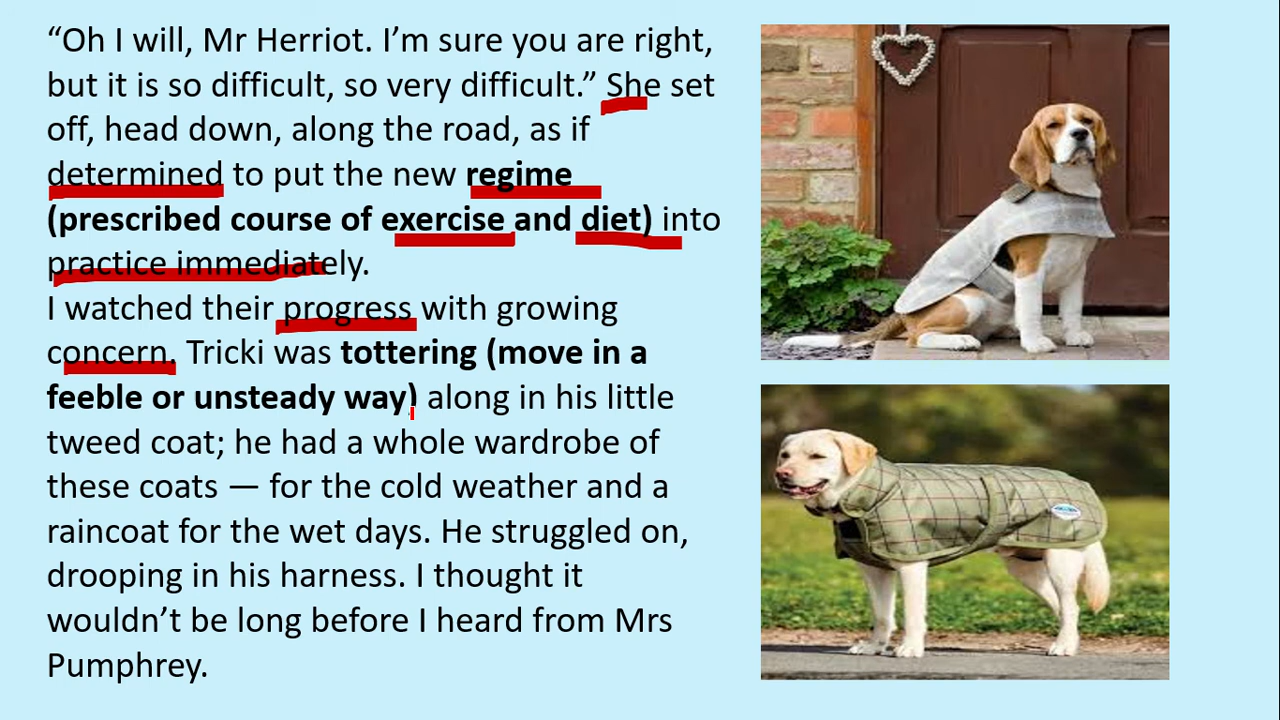 “Oh I will, Mr Herriot. I’m sure you are right,
but it is so difficult, so very difficult.” She set
off, head down, along the road, as if
determined to put the new regime
(prescribed course of exercise and diet) into
practice immediately.
I watched their progress with growing
concern. Tricki was tottering (move in a
feeble or unsteady way) along in his little
tweed coat; he had a whole wardrobe of
these coats — for the cold weather and a
raincoat for the wet days. He struggled on,
drooping in his harness. I thought it
wouldn’t be long before I heard from Mrs
Pumphrey.